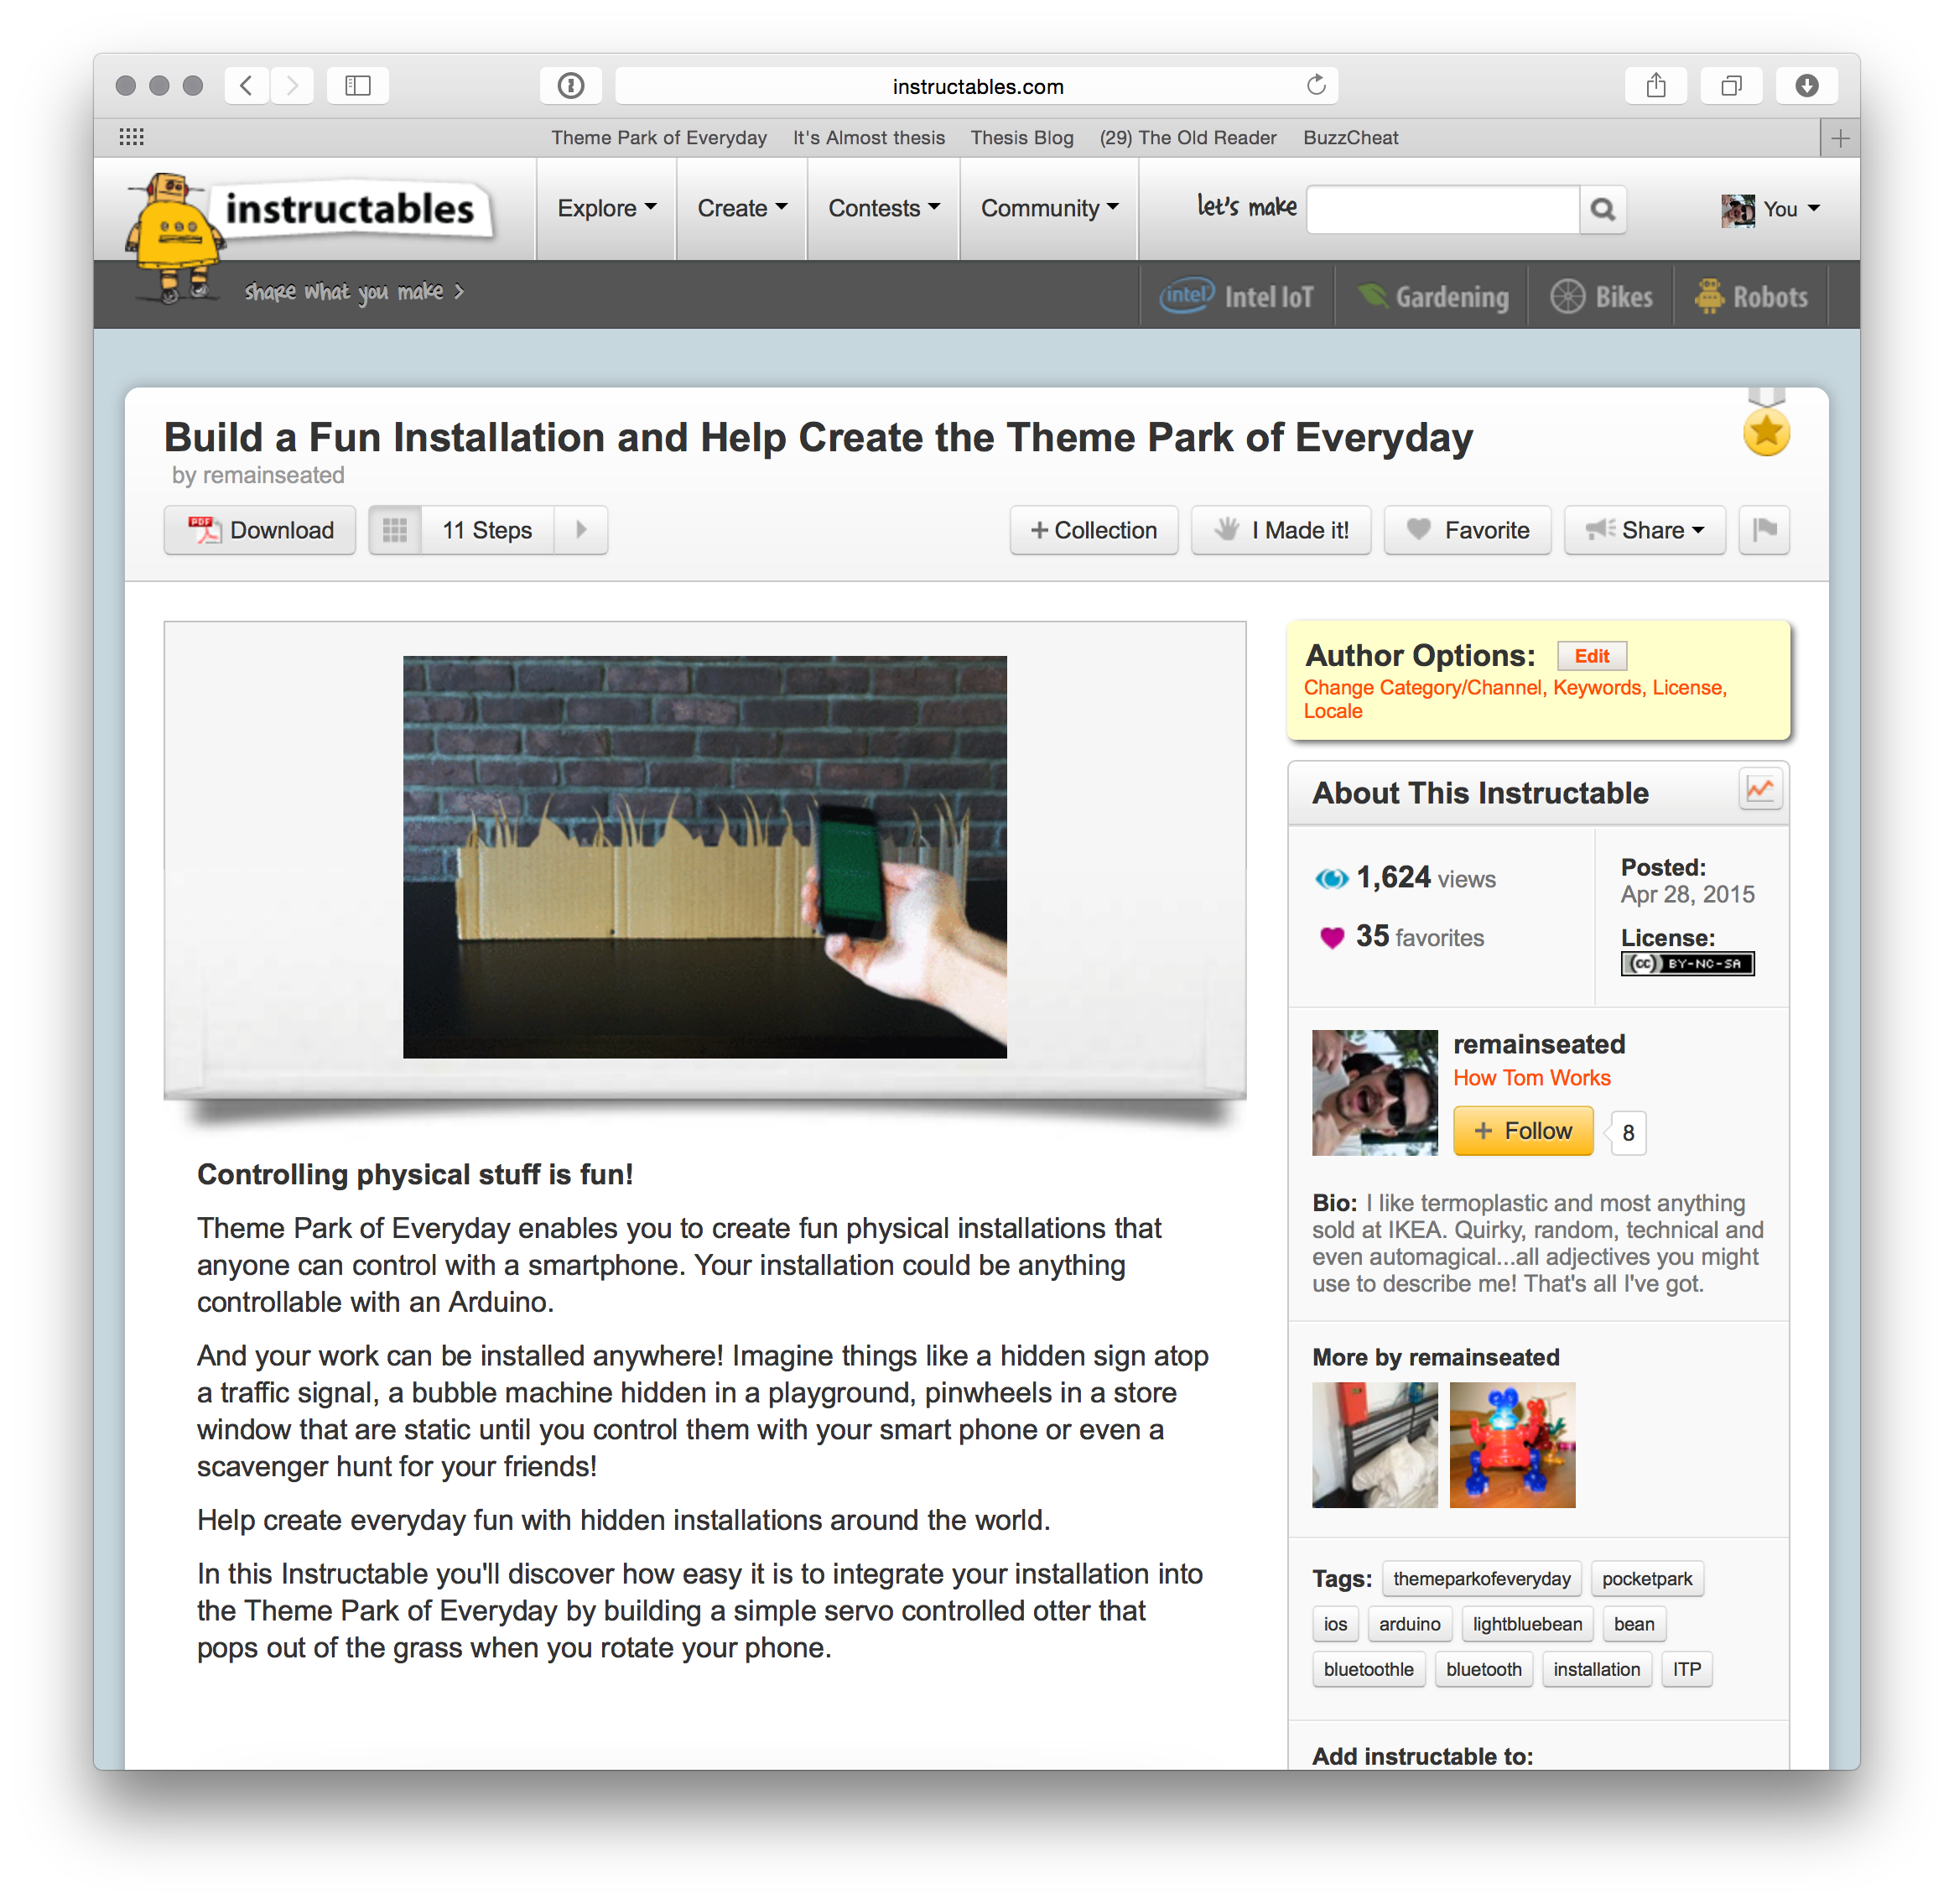 instructables.com
Theme Park of Everyday It's Almost thesis Thesis Blog (29) The Old Reader BuzzCheat
instructables
Explore Create Contests Community
let's make
You
share what you make >
intel Intel IoT Gardening Bikes Robots
Build a Fun Installation and Help Create the Theme Park of Everyday
by remainseated
PDF Download
11 Steps
+ Collection I Made it! Favorite Share
Controlling physical stuff is fun!
Theme Park of Everyday enables you to create fun physical installations that
anyone can control with a smartphone. Your installation could be anything
controllable with an Arduino.
And your work can be installed anywhere! Imagine things like a hidden sign atop
a traffic signal, a bubble machine hidden in a playground, pinwheels in a store
window that are static until you control them with your smart phone or even a
scavenger hunt for your friends!
Help create everyday fun with hidden installations around the world.
In this Instructable you'll discover how easy it is to integrate your installation into
the Theme Park of Everyday by building a simple servo controlled otter that
pops out of the grass when you rotate your phone.
Author Options: Edit
Change Category/Channel, Keywords, License,
Locale
About This Instructable
1,624 views
35 favorites
Posted:
Apr 28, 2015
License:
(cc) BY-NC-SA
remainseated
How Tom Works
+ Follow 8
Bio: I like termoplastic and most anything
sold at IKEA. Quirky, random, technical and
even automagical...all adjectives you might
use to describe me! That's all I've got.
More by remainseated
Tags: themeparkofeveryday pocketpark
ios arduino lightbluebean bean
bluetoothle bluetooth installation ITP
Add instructable to: